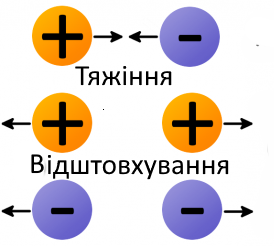 + -
Тяжіння
+ +
Відштовхування
- -